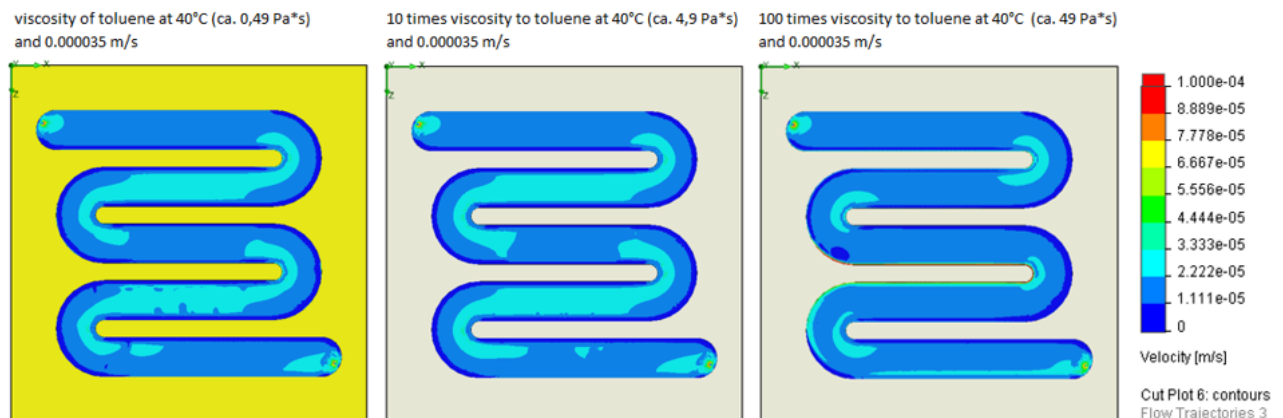 viscosity of toluene at 40°C (ca. 0,49 Pa*s)
and 0.000035 m/s
10 times viscosity to toluene at 40°C (ca. 4,9 Pa*s)
and 0.000035 m/s
100 times viscosity to toluene at 40°C (ca. 49 Pa*s)
and 0.000035 m/s
X
Z
X
Z
X
Z
1.000e-04
8.889e-05
7.778e-05
6.667e-05
5.556e-05
4.444e-05
3.333e-05
2.222e-05
1.111e-05
0
Velocity [m/s]
Cut Plot 6: contours
Flow Trajectories 3